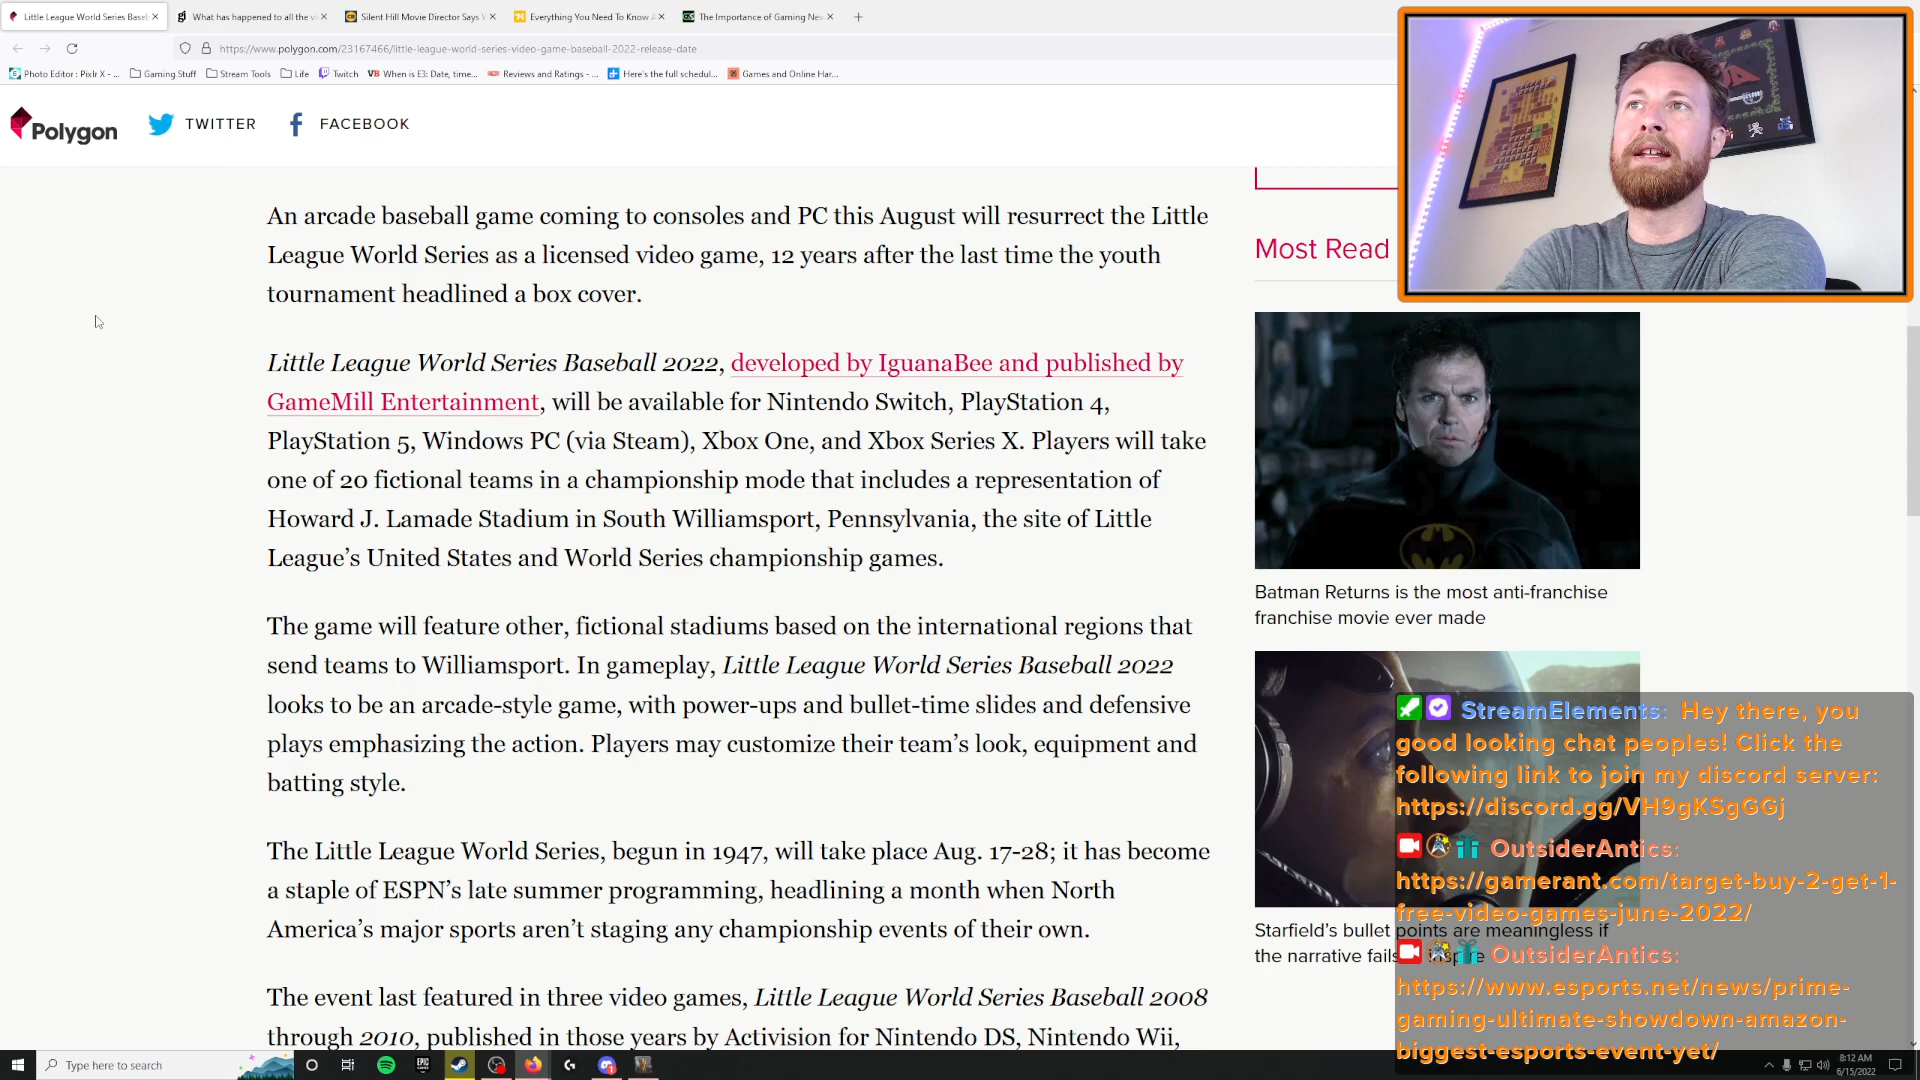 Little League World Series Baseb
What has happened to all the v
Silent Hill Movie Director Says V
Everything You Need To Know A
The Importance of Gaming New
https://www.polygon.com/23167466/little-league-world-series-video-game-baseball-2022-release-date
Photo Editor : Pixlr X - ...
Gaming Stuff
Stream Tools
Life
Twitch
When is E3: Date, time...
Reviews and Ratings - ...
Here's the full schedul...
Games and Online Har...
Polygon
TWITTER
FACEBOOK
An arcade baseball game coming to consoles and PC this August will resurrect the Little
League World Series as a licensed video game, 12 years after the last time the youth
tournament headlined a box cover.
Little League World Series Baseball 2022, developed by IguanaBee and published by
GameMill Entertainment, will be available for Nintendo Switch, PlayStation 4,
PlayStation 5, Windows PC (via Steam), Xbox One, and Xbox Series X. Players will take
one of 20 fictional teams in a championship mode that includes a representation of
Howard J. Lamade Stadium in South Williamsport, Pennsylvania, the site of Little
League's United States and World Series championship games.
The game will feature other, fictional stadiums based on the international regions that
send teams to Williamsport. In gameplay, Little League World Series Baseball 2022
looks to be an arcade-style game, with power-ups and bullet-time slides and defensive
plays emphasizing the action. Players may customize their team's look, equipment and
batting style.
The Little League World Series, begun in 1947, will take place Aug. 17-28; it has become
a staple of ESPN's late summer programming, headlining a month when North
America's major sports aren't staging any championship events of their own.
The event last featured in three video games, Little League World Series Baseball 2008
through 2010, published in those years by Activision for Nintendo DS, Nintendo Wii,
Most Read
Batman Returns is the most anti-franchise
franchise movie ever made
Starfield's bullet points are meaningless if
the narrative fails
StreamElements: Hey there, you
good looking chat peoples! Click the
following link to join my discord server:
https://discord.gg/VH9gKSgGGj
OutsiderAntics:
https://gamerant.com/target-buy-2-get-1-
free-video-games-june-2022/
OutsiderAntics:
https://www.esports.net/news/prime-
gaming-ultimate-showdown-amazon-
biggest-esports-event-yet/
Type here to search
8:12 AM
6/15/2022